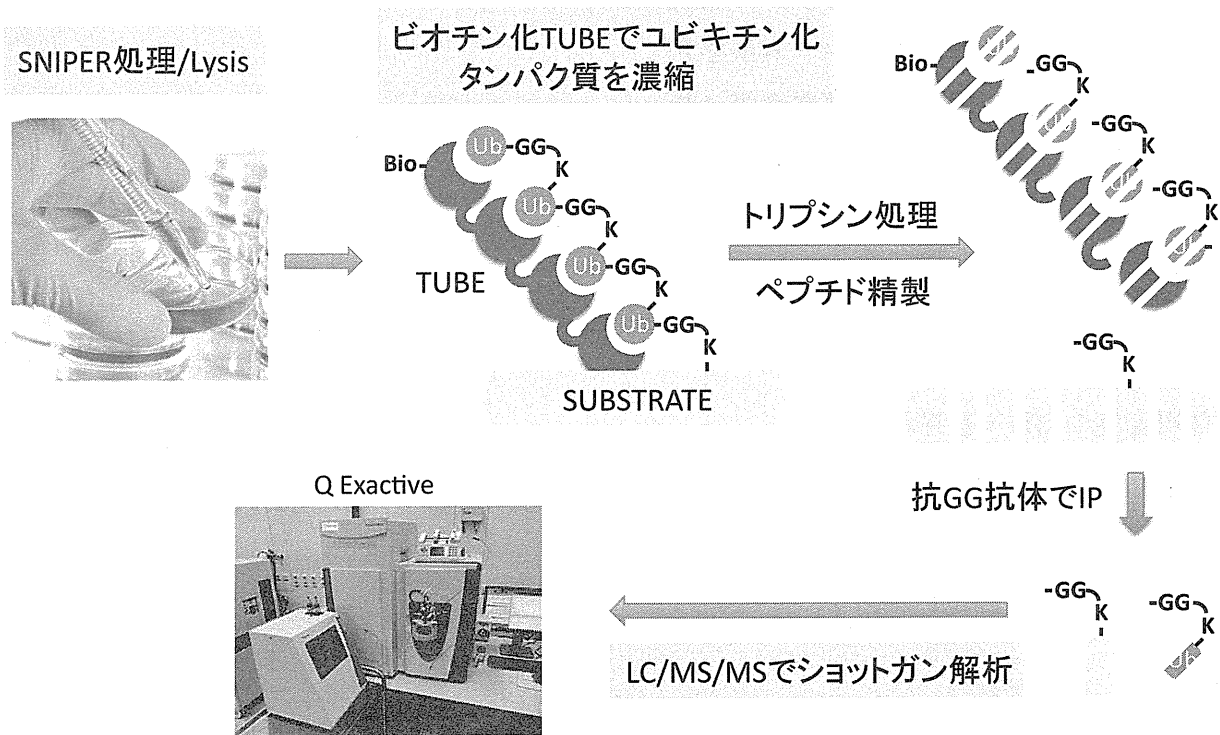 SNIPER処理/Lysis
ビオチン化TUBEでユビキチン化
タンパク質を濃縮
Bio-
Ub
-GG
K
Ub
-GG
K
Ub
-GG
K
Ub
-GG
K
TUBE
SUBSTRATE
トリプシン処理
ペプチド精製
Bio-
-GG
K
-GG
K
-GG
K
-GG
K
抗GG抗体でIP
-GG
K
-GG
K
Ub
LC/MS/MSでショットガン解析
Q Exactive